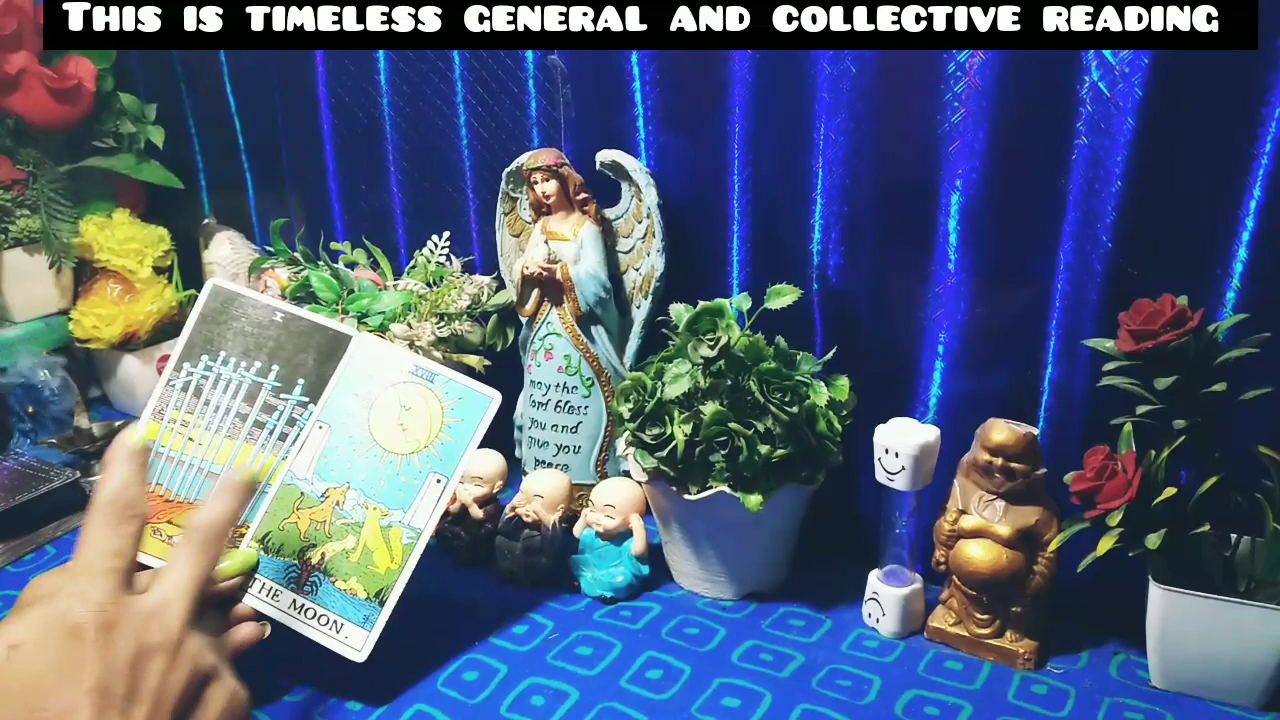 This is timeless general and collective reading
X
XVIII
may the
lord bless
you and
give you
peace
THE MOON.